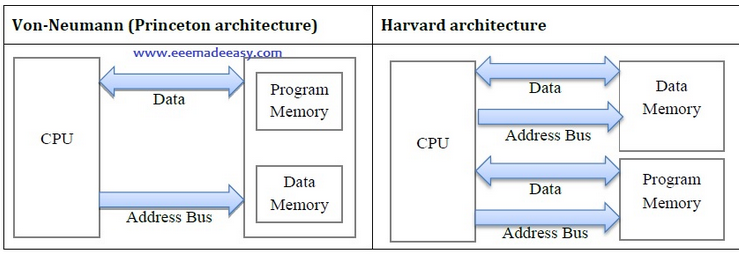 Von-Neumann (Princeton architecture)
www.eeemadeeasy.com
CPU
Data
Address Bus
Program
Memory
Data
Memory
Harvard architecture
CPU
Data
Address Bus
Data
Address Bus
Data
Memory
Program
Memory